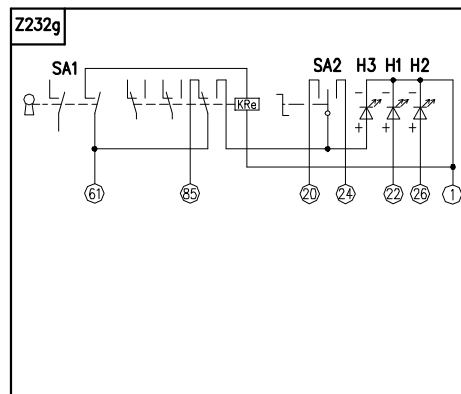 Z232g
SA1 SA2 H3 H1 H2
KRe
- - -
+ + +
61 85 20 24 22 26 1